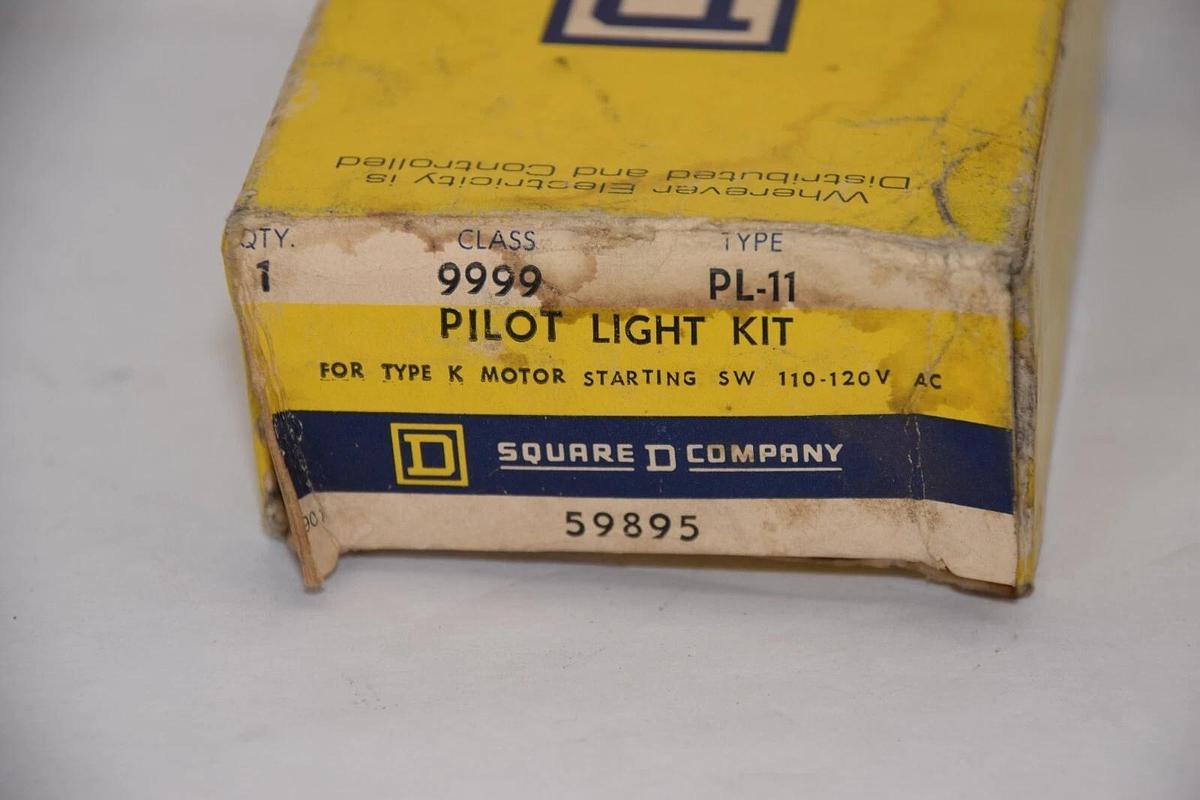 D
Wherever Electricity is
Distributed and Controlled
QTY. CLASS TYPE
1 9999 PL-11
PILOT LIGHT KIT
FOR TYPE K MOTOR STARTING SW 110-120V AC
D SQUARE D COMPANY
59895